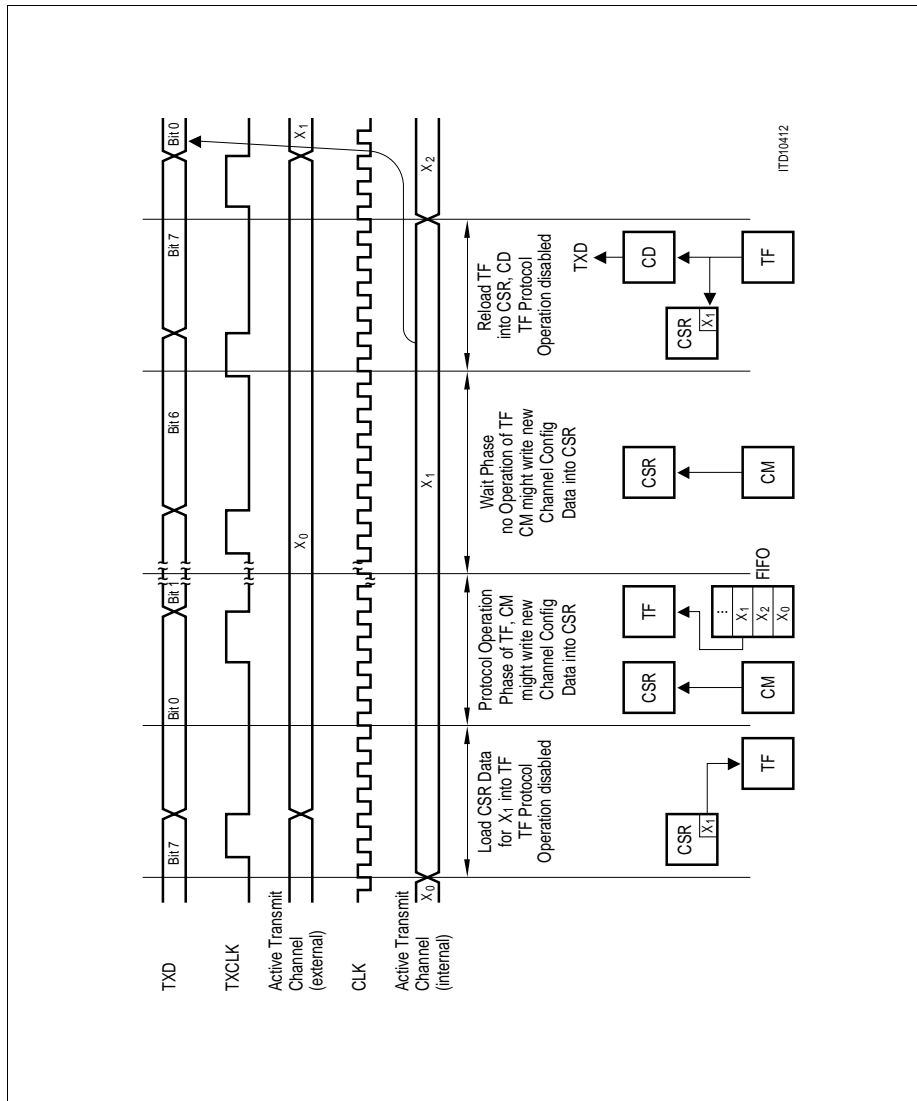 TXD
Bit 7
Bit 0
Bit 1
Bit 6
Bit 7
Bit 0
TXCLK
Active Transmit
Channel
(external)
X0
X1
CLK
Active Transmit
Channel
(internal)
X0
X1
X2
Load CSR Data
for X1 into TF
TF Protocol
Operation disabled
Protocol Operation
Phase of TF, CM
might write new
Channel Config
Data into CSR
Wait Phase
no Operation of TF
CM might write new
Channel Config
Data into CSR
Reload TF
into CSR, CD
TF Protocol
Operation disabled
CSR
X1
TF
CSR
CM
TF
FIFO
...
X1
X2
X0
CSR
CM
TXD
CSR
X1
CD
TF
ITD10412